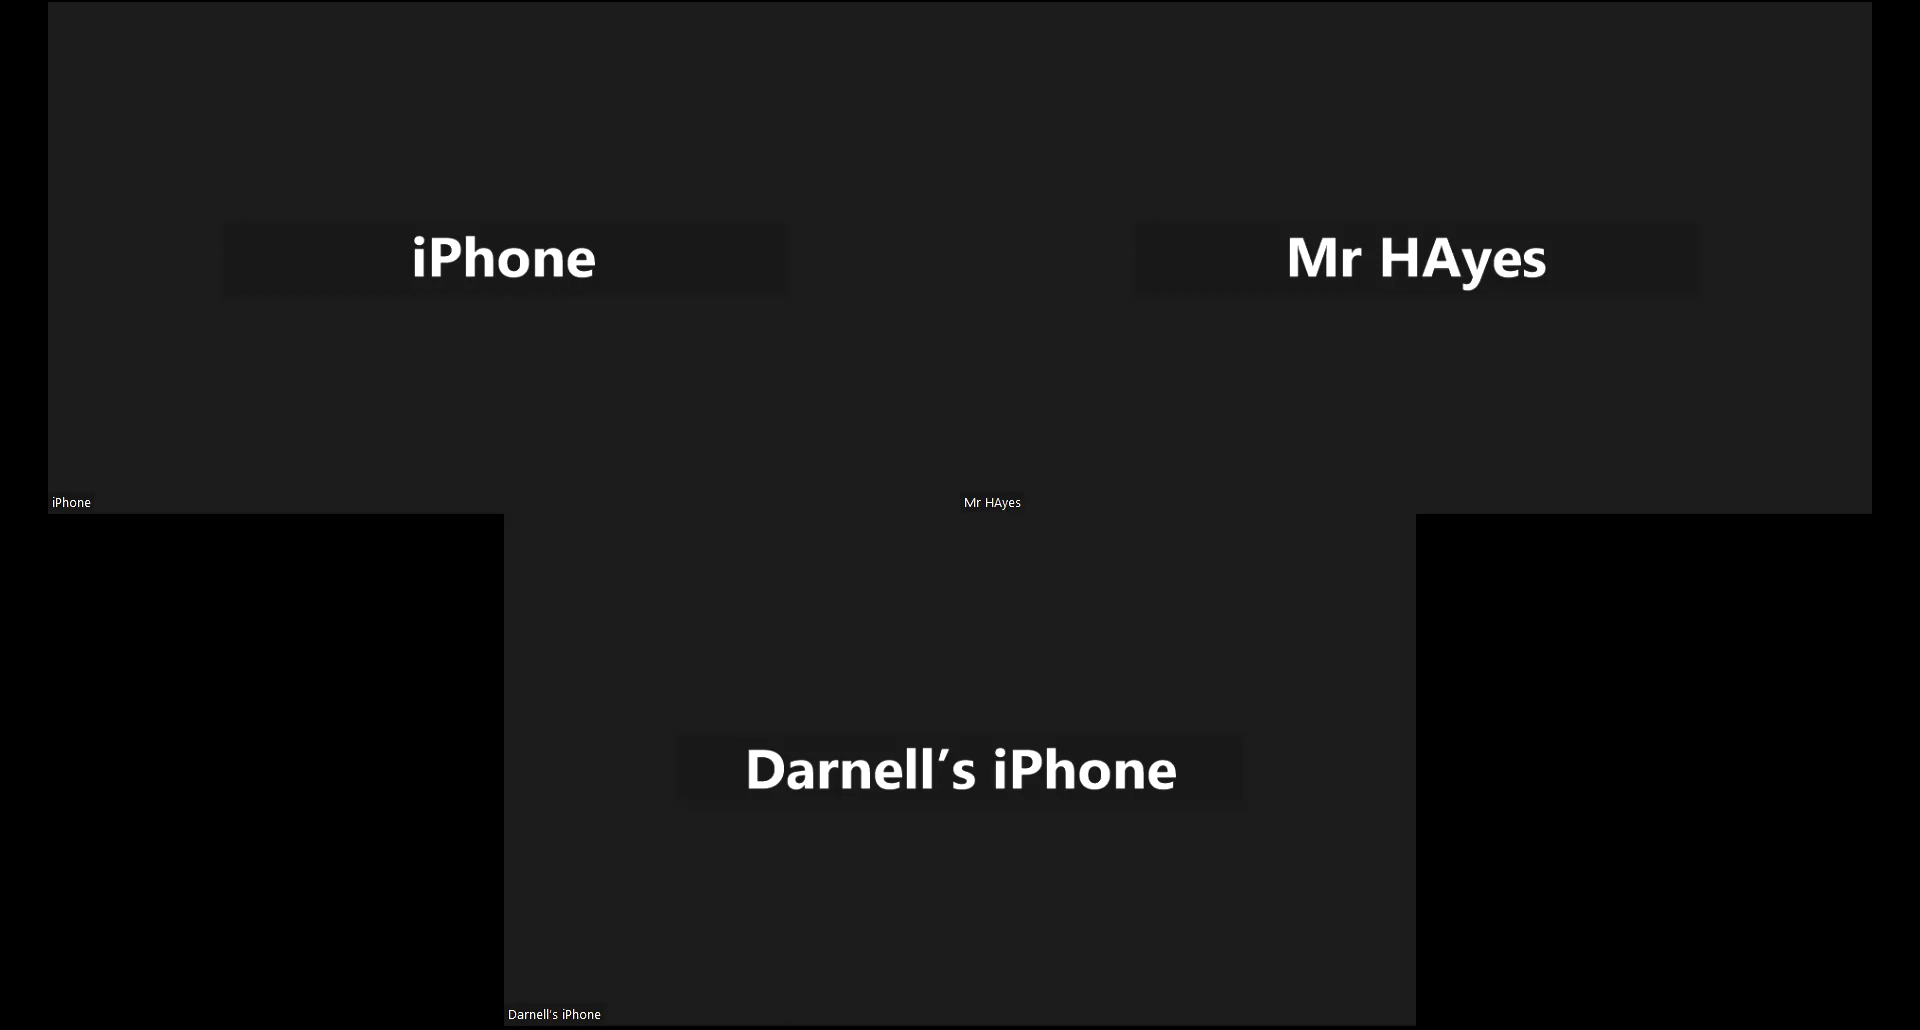 iPhone
Mr HAyes
iPhone
Mr HAyes
Darnell’s iPhone
Darnell's iPhone